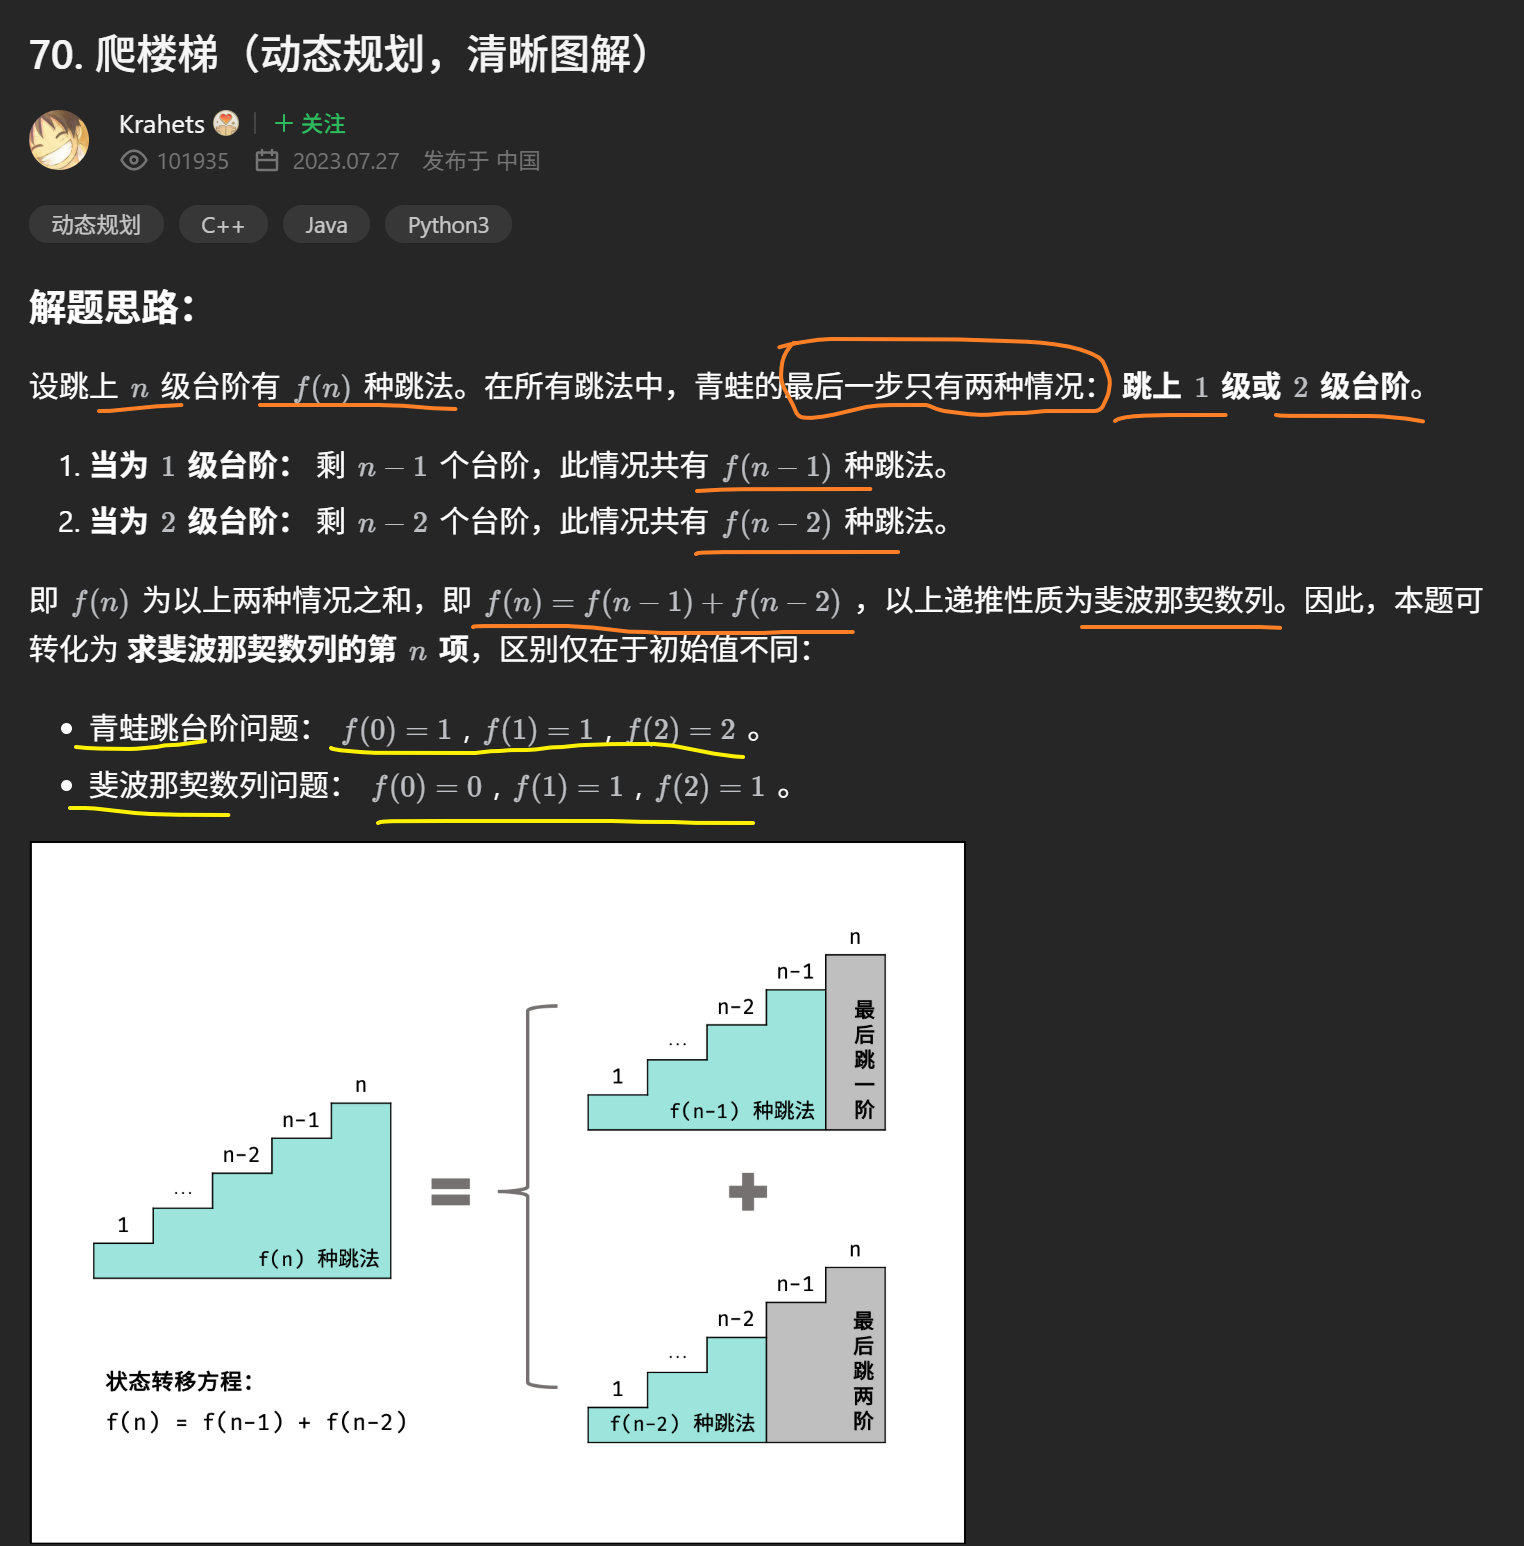 70. 爬楼梯（动态规划，清晰图解）
Krahets
关注
101935 2023.07.27 发布于 中国
动态规划 C++ Java Python3
解题思路：
设跳上 n 级台阶有 f(n) 种跳法。在所有跳法中，青蛙的最后一步只有两种情况： 跳上 1 级或 2 级台阶。
1. 当为 1 级台阶： 剩 n − 1 个台阶，此情况共有 f(n − 1) 种跳法。
2. 当为 2 级台阶： 剩 n − 2 个台阶，此情况共有 f(n − 2) 种跳法。
即 f(n) 为以上两种情况之和，即 f(n) = f(n − 1) + f(n − 2) ，以上递推性质为斐波那契数列。因此，本题可
转化为 求斐波那契数列的第 n 项，区别仅在于初始值不同：
• 青蛙跳台阶问题： f(0) = 1 , f(1) = 1 , f(2) = 2 。
• 斐波那契数列问题： f(0) = 0 , f(1) = 1 , f(2) = 1 。
n
n-1
n-2
...
1
f(n) 种跳法
=
n
n-1
n-2
...
1
f(n-1) 种跳法
最后跳一阶
+
n
n-1
n-2
...
1
f(n-2) 种跳法
最后跳两阶
状态转移方程：
f(n) = f(n-1) + f(n-2)